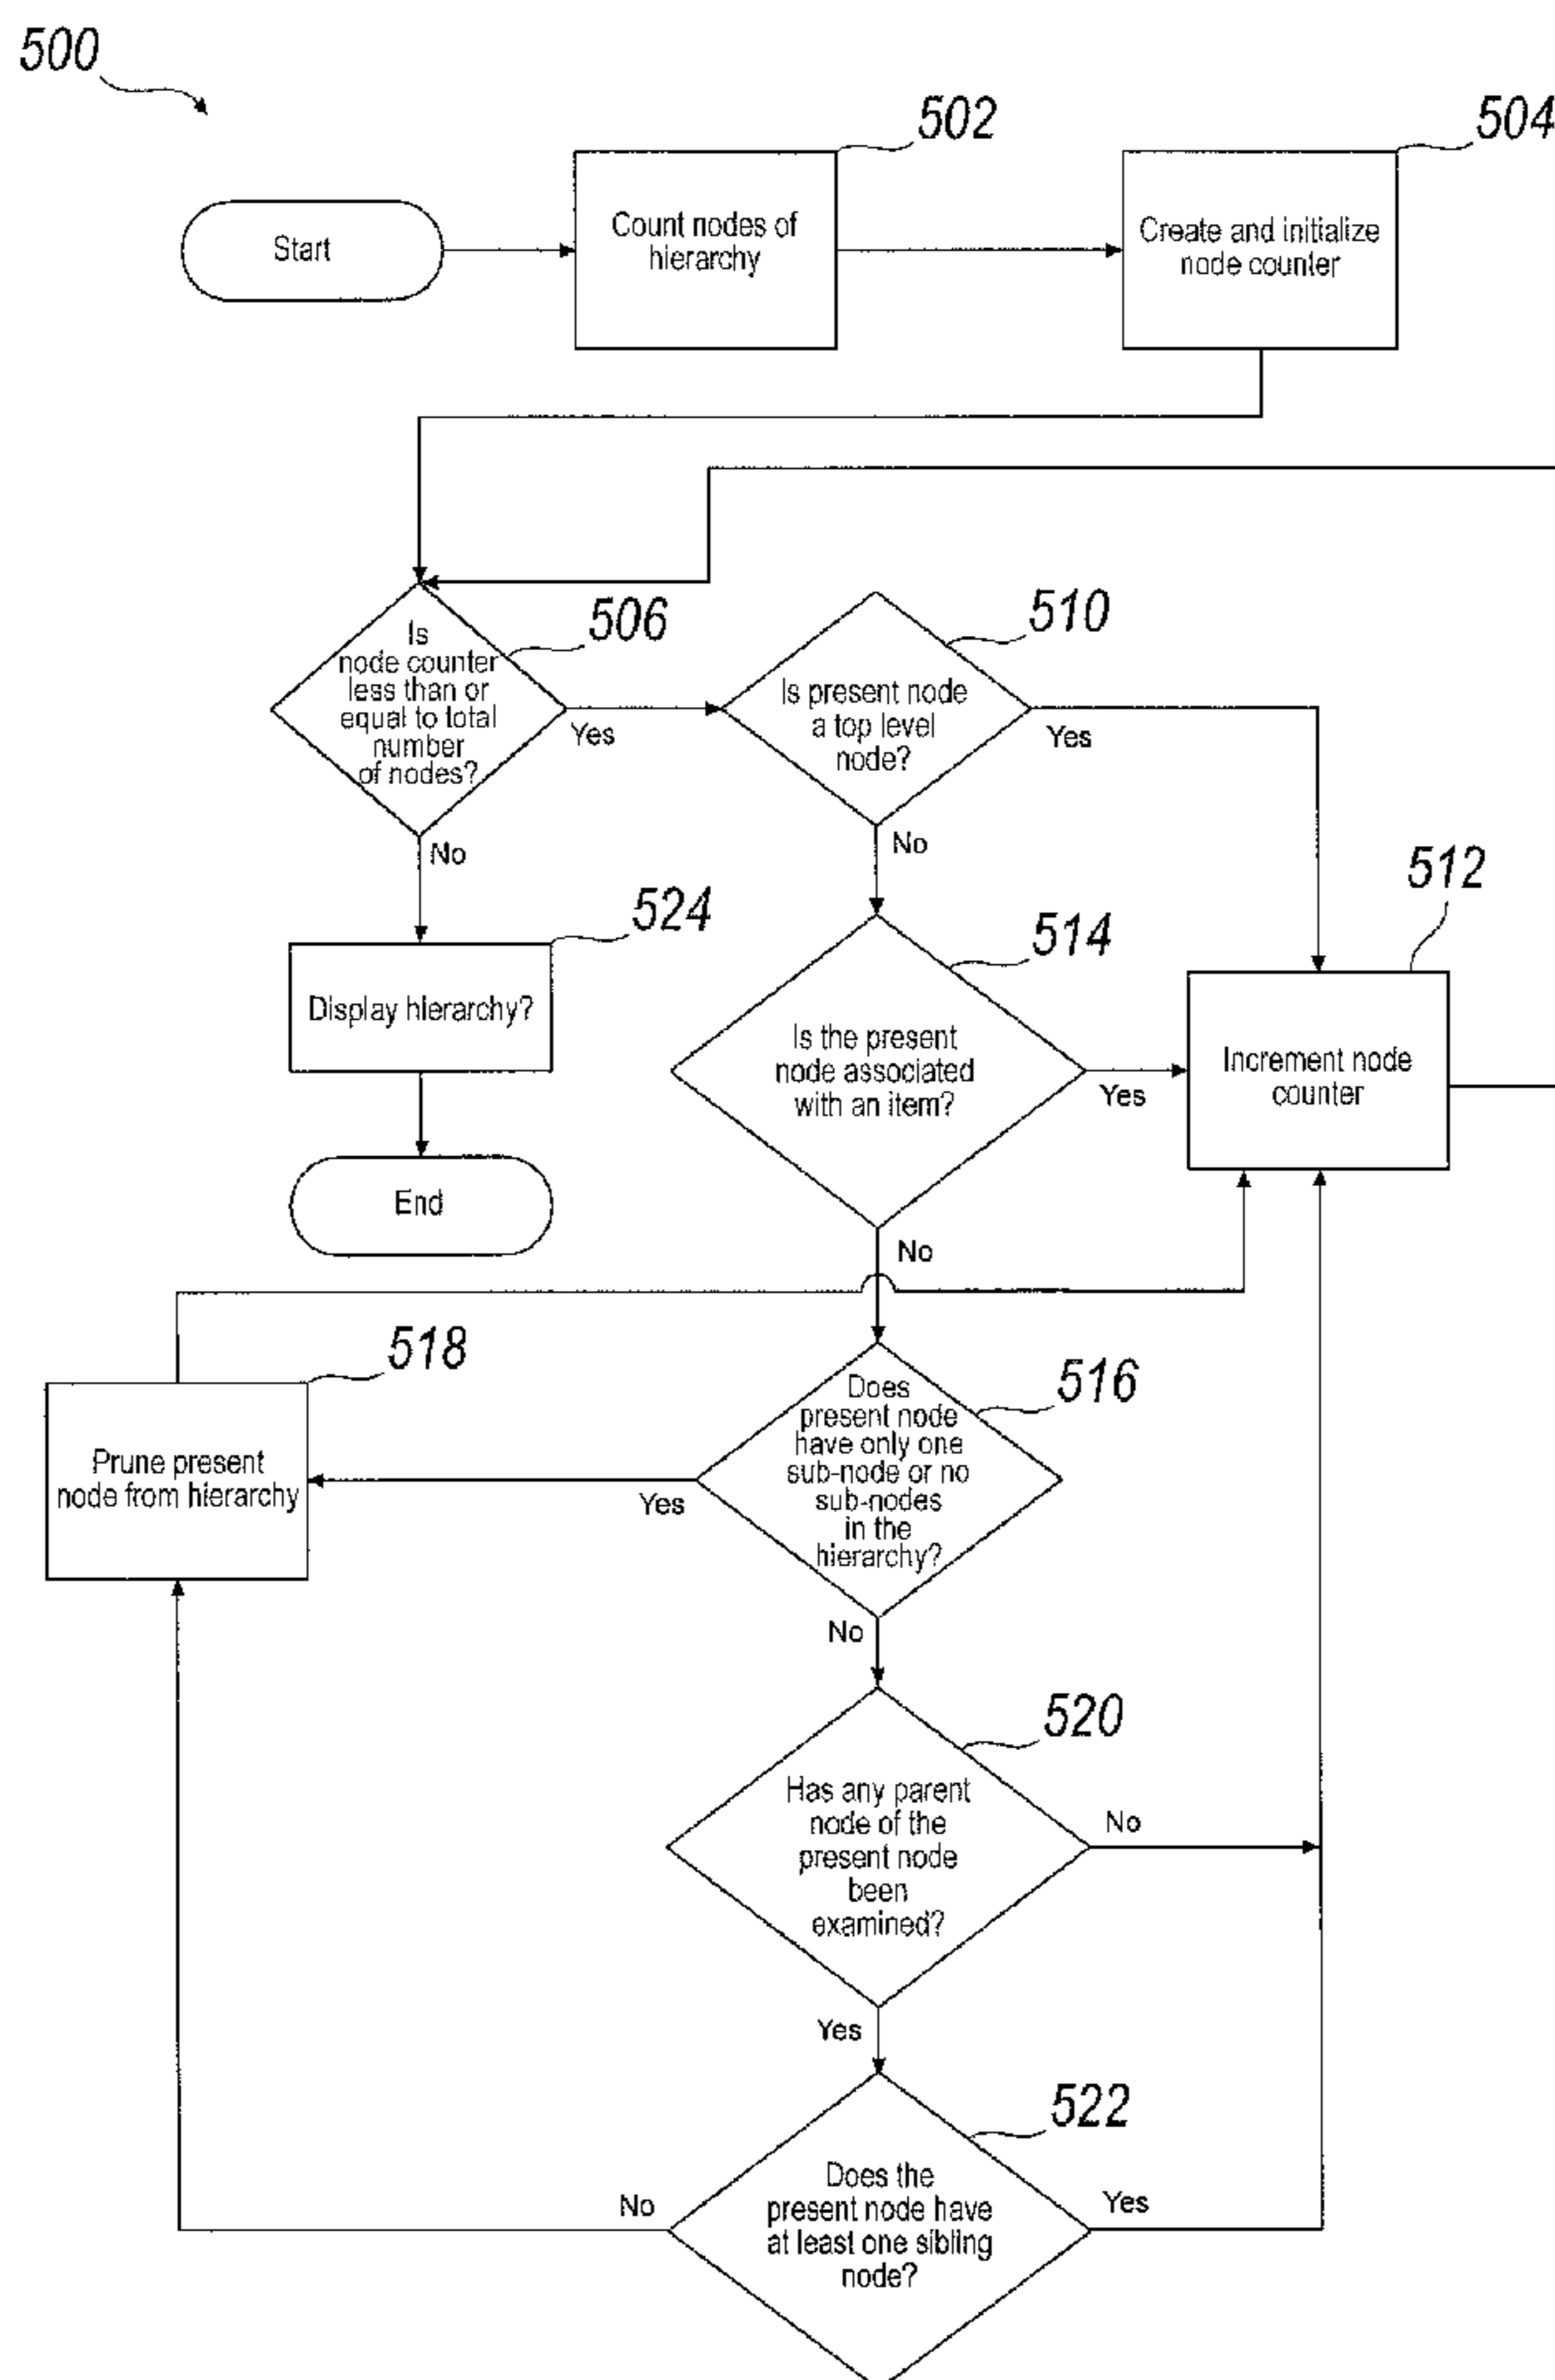 500
502
504
Start
Count nodes of
hierarchy
Create and initialize
node counter
506
510
Is
node counter
less than or
equal to total
number
of nodes?
Yes
Is present node
a top level
node?
Yes
No
No
512
524
514
Display hierarchy?
Is the present
node associated
with an item?
Yes
Increment node
counter
End
No
518
516
Prune present
node from hierarchy
Yes
Does
present node
have only one
sub-node or no
sub-nodes
in the
hierarchy?
No
520
Has any parent
node of the
present node
been
examined?
No
Yes
522
No
Does the
present node have
at least one sibling
node?
Yes